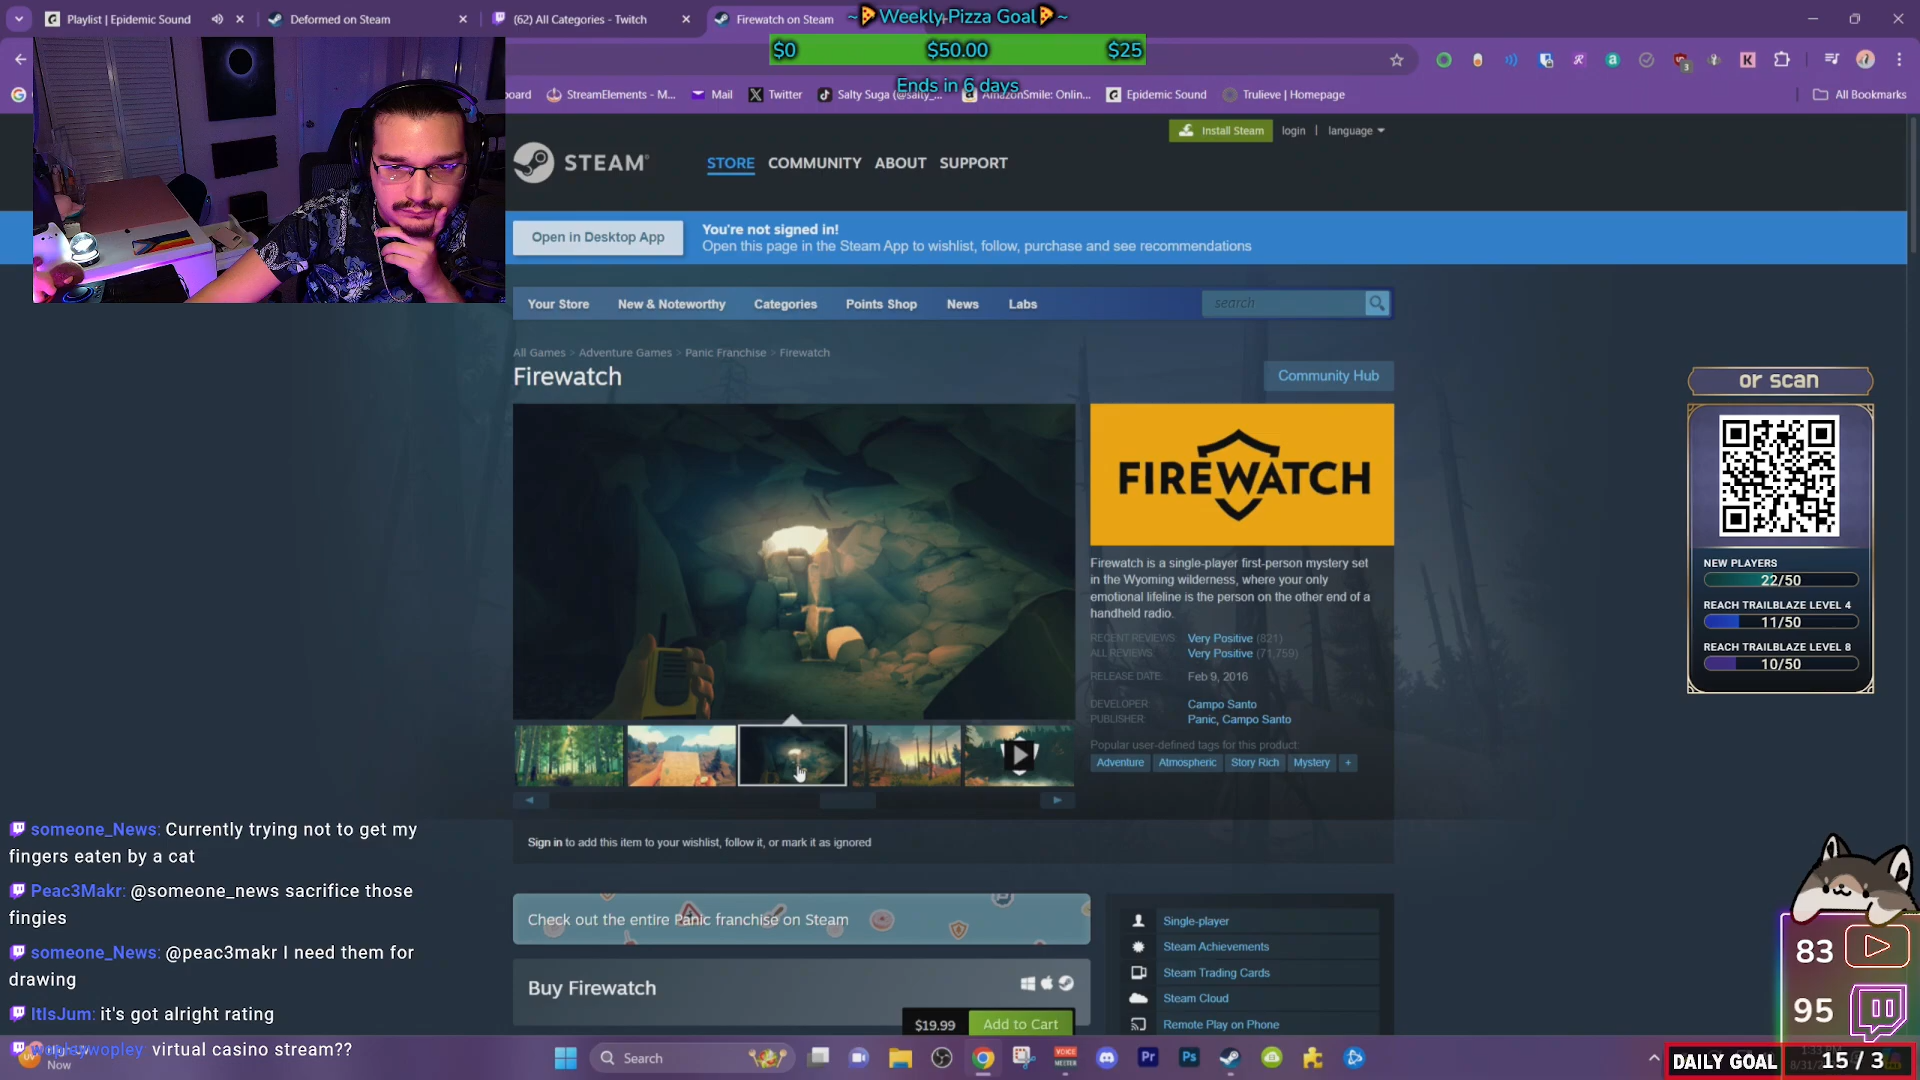 Playlist | Epidemic Sound
Deformed on Steam
(62) All Categories - Twitch
Firewatch on Steam
~🍕Weekly Pizza Goal🍕~
$0 $50.00 $25
Ends in 6 days
StreamElements - M...
Mail
Twitter
Salty Suga (@salty_...
AmazonSmile: Onlin...
Epidemic Sound
Trulieve | Homepage
All Bookmarks
Install Steam
login | language
STEAM
STORE COMMUNITY ABOUT SUPPORT
Open in Desktop App
You're not signed in!
Open this page in the Steam App to wishlist, follow, purchase and see recommendations
Your Store New & Noteworthy Categories Points Shop News Labs
search
All Games > Adventure Games > Panic Franchise > Firewatch
Firewatch
Community Hub
FIREWATCH
Firewatch is a single-player first-person mystery set
in the Wyoming wilderness, where your only
emotional lifeline is the person on the other end of a
handheld radio.
RECENT REVIEWS: Very Positive (821)
ALL REVIEWS: Very Positive (71,759)
RELEASE DATE: Feb 9, 2016
DEVELOPER: Campo Santo
PUBLISHER: Panic, Campo Santo
Popular user-defined tags for this product:
Adventure Atmospheric Story Rich Mystery +
Sign in to add this item to your wishlist, follow it, or mark it as ignored
Check out the entire Panic franchise on Steam
Buy Firewatch
$19.99 Add to Cart
Single-player
Steam Achievements
Steam Trading Cards
Steam Cloud
Remote Play on Phone
or scan
NEW PLAYERS
22/50
REACH TRAILBLAZE LEVEL 4
11/50
REACH TRAILBLAZE LEVEL 8
10/50
someone_News: Currently trying not to get my
fingers eaten by a cat
Peac3Makr: @someone_news sacrifice those
fingies
someone_News: @peac3makr I need them for
drawing
ItIsJum: it's got alright rating
wopleywopley virtual casino stream??
Now
Search
83
95
DAILY GOAL 15 / 3